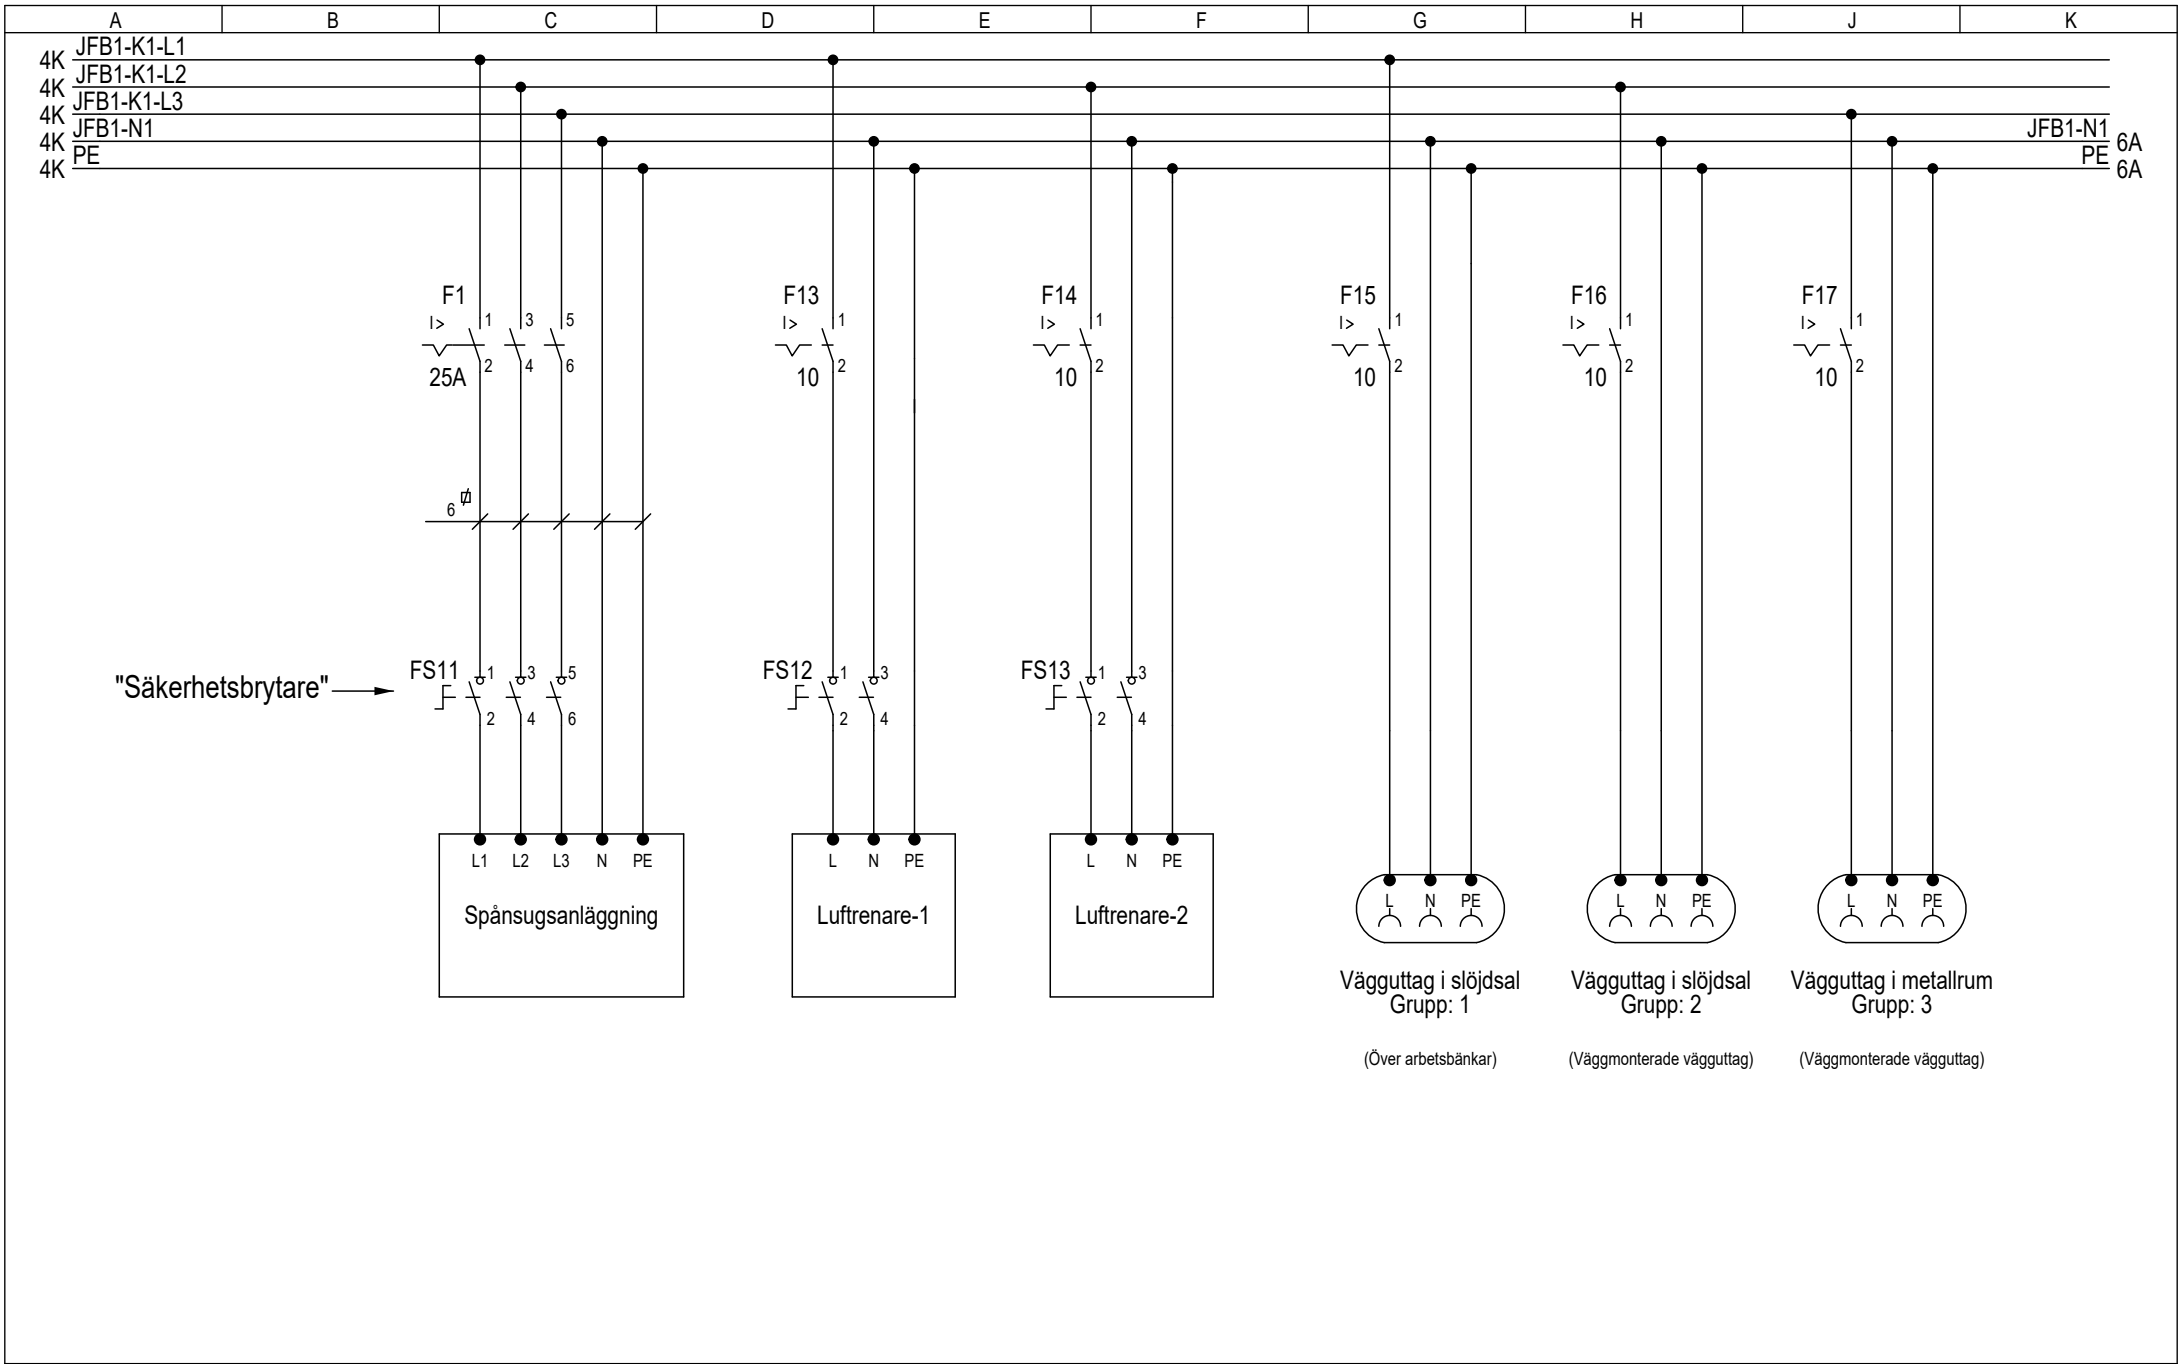 A B C D E F G H J K
4K JFB1-K1-L1
4K JFB1-K1-L2
4K JFB1-K1-L3
4K JFB1-N1 JFB1-N1 6A
4K PE PE 6A
F1 F13 F14 F15 F16 F17
I> 1 3 5 I> 1 I> 1 I> 1 I> 1 I> 1
2 4 6 2 2 2 2 2
25A 10 10 10 10 10
6
"Säkerhetsbrytare" FS11 1 3 5 FS12 1 3 FS13 1 3
2 4 6 2 4 2 4
L1 L2 L3 N PE L N PE L N PE
L N PE L N PE L N PE
Spånsugsanläggning Luftrenare-1 Luftrenare-2
Vägguttag i slöjdsal Vägguttag i slöjdsal Vägguttag i metallrum
Grupp: 1 Grupp: 2 Grupp: 3
(Över arbetsbänkar) (Väggmonterade vägguttag) (Väggmonterade vägguttag)